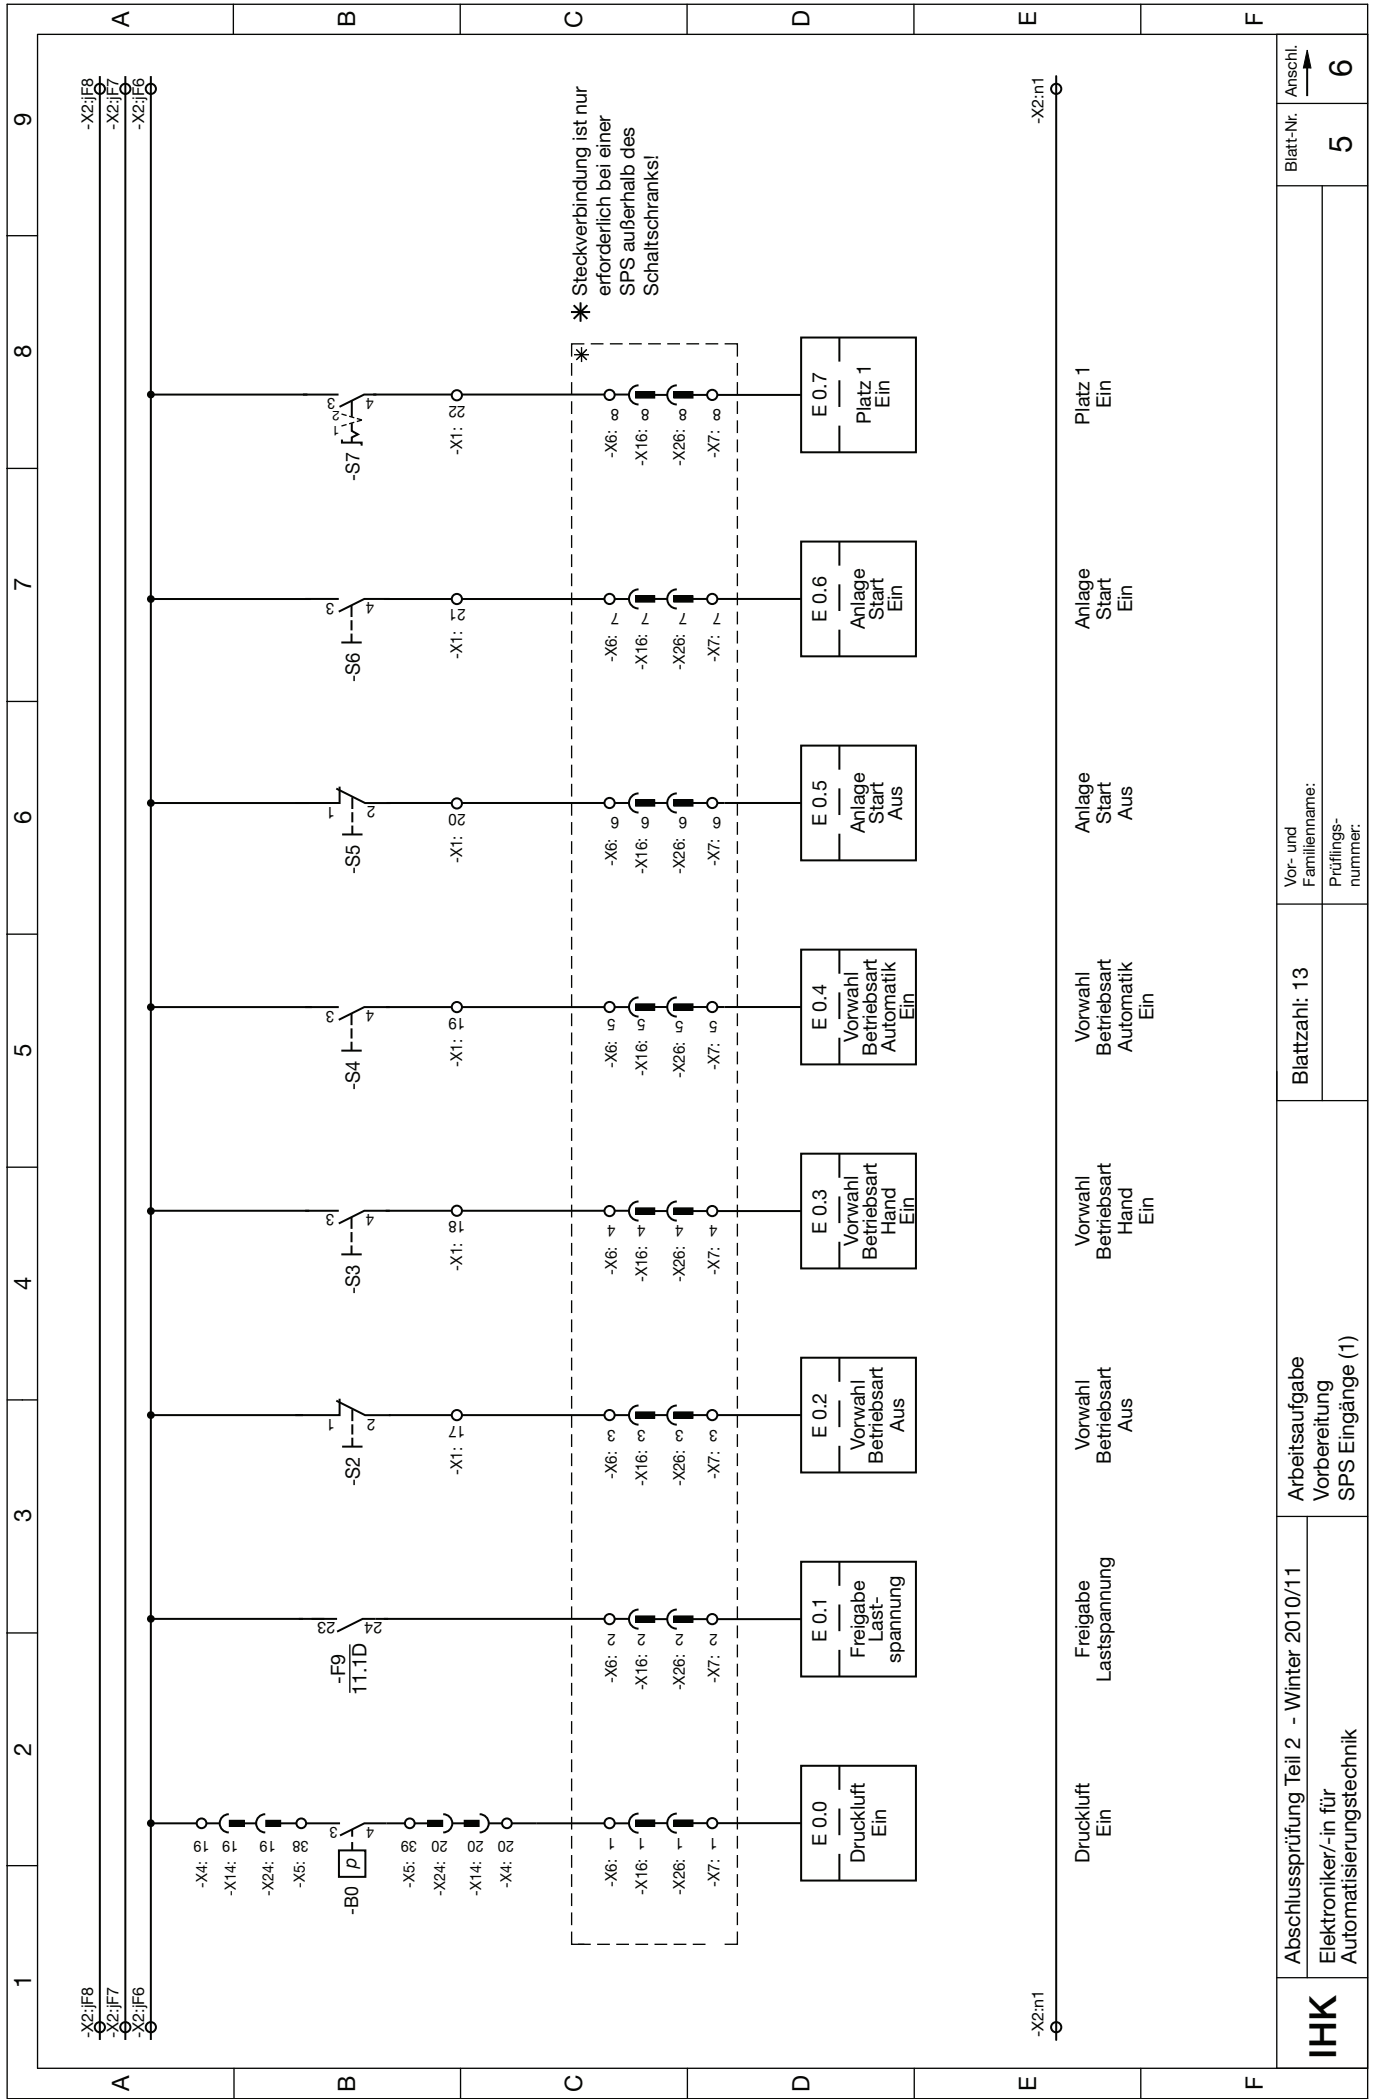 1 2 3 4 5 6 7 8 9
A A
B B
C C
D D
E E
F F
-X2:jF8 -X2:jF8
-X2:jF7 -X2:jF7
-X2:jF6 -X2:jF6
-X4: 19
-X14: 19
-X24: 19
-X5: 38
-B0 p 3 4
-X5: 39
-X24: 20
-X14: 20
-X4: 20
-F9
11.1D
23 24
-S2 1 2
-X1: 17
-S3 3 4
-X1: 18
-S4 3 4
-X1: 19
-S5 1 2
-X1: 20
-S6 3 4
-X1: 21
-S7 1 2 3 4
-X1: 22
* Steckverbindung ist nur
erforderlich bei einer
SPS außerhalb des
Schaltschranks!
*
-X6: 1 -X6: 2 -X6: 3 -X6: 4 -X6: 5 -X6: 6 -X6: 7 -X6: 8
-X16: 1 -X16: 2 -X16: 3 -X16: 4 -X16: 5 -X16: 6 -X16: 7 -X16: 8
-X26: 1 -X26: 2 -X26: 3 -X26: 4 -X26: 5 -X26: 6 -X26: 7 -X26: 8
-X7: 1 -X7: 2 -X7: 3 -X7: 4 -X7: 5 -X7: 6 -X7: 7 -X7: 8
E 0.0
Druckluft
Ein
E 0.1
Freigabe
Last-
spannung
E 0.2
Vorwahl
Betriebsart
Aus
E 0.3
Vorwahl
Betriebsart
Hand
Ein
E 0.4
Vorwahl
Betriebsart
Automatik
Ein
E 0.5
Anlage
Start
Aus
E 0.6
Anlage
Start
Ein
E 0.7
Platz 1
Ein
-X2:n1 -X2:n1
Druckluft
Ein
Freigabe
Lastspannung
Vorwahl
Betriebsart
Aus
Vorwahl
Betriebsart
Hand
Ein
Vorwahl
Betriebsart
Automatik
Ein
Anlage
Start
Aus
Anlage
Start
Ein
Platz 1
Ein
IHK
Abschlussprüfung Teil 2 - Winter 2010/11
Elektroniker/-in für
Automatisierungstechnik
Arbeitsaufgabe
Vorbereitung
SPS Eingänge (1)
Blattzahl: 13
Vor- und
Familienname:
Prüflings-
nummer:
Blatt-Nr.
5
Anschl.
6